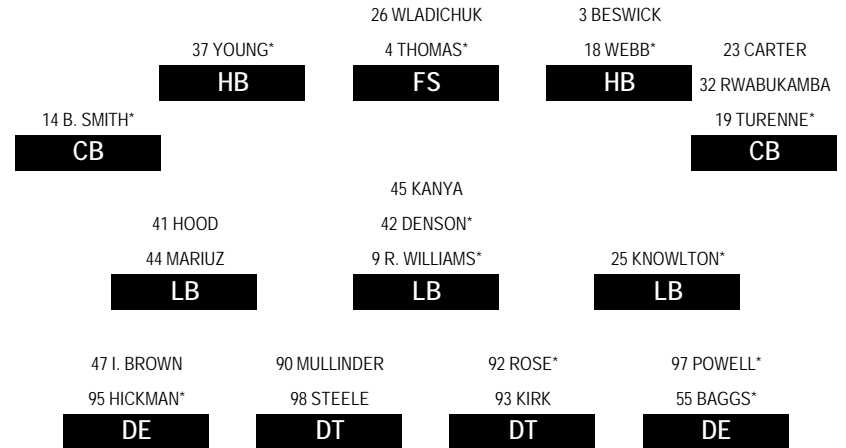 26 WLADICHUK 3 BESWICK
37 YOUNG* 4 THOMAS* 18 WEBB* 23 CARTER
HB FS HB 32 RWABUKAMBA
14 B. SMITH* 19 TURENNE*
CB CB
45 KANYA
41 HOOD 42 DENSON*
44 MARIUZ 9 R. WILLIAMS* 25 KNOWLTON*
LB LB LB
47 I. BROWN 90 MULLINDER 92 ROSE* 97 POWELL*
95 HICKMAN* 98 STEELE 93 KIRK 55 BAGGS*
DE DT DT DE